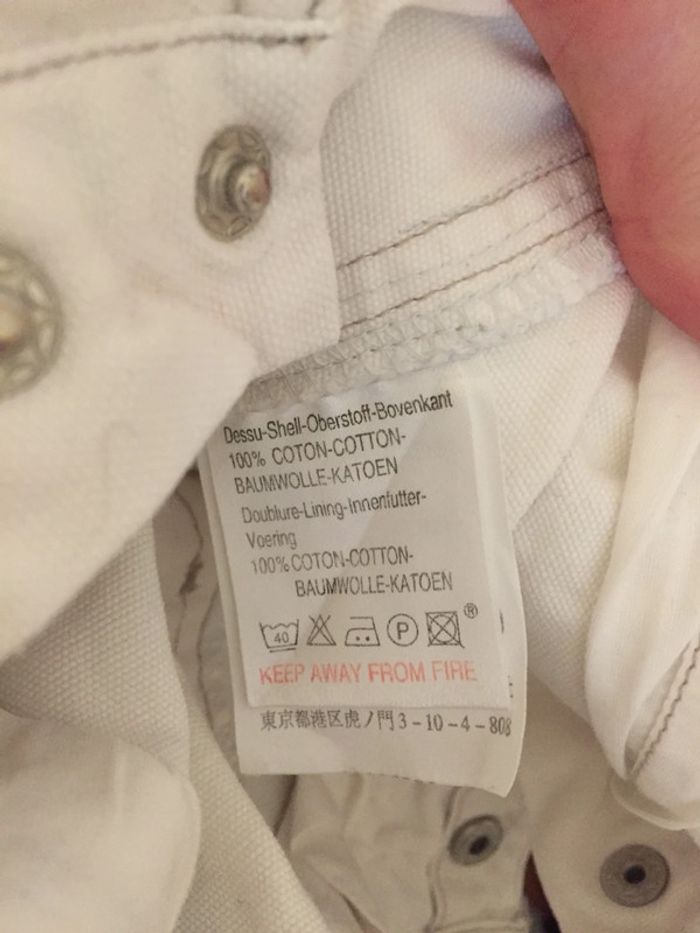 Dessu-Shell-Oberstoff-Bovenkant
100% COTON-COTTON-
BAUMWOLLE-KATOEN
Doublure-Lining-Innenfutter-
Voering
100% COTON-COTTON-
BAUMWOLLE-KATOEN
40 P ®
KEEP AWAY FROM FIRE
東京都港区虎ノ門3-10-4-808